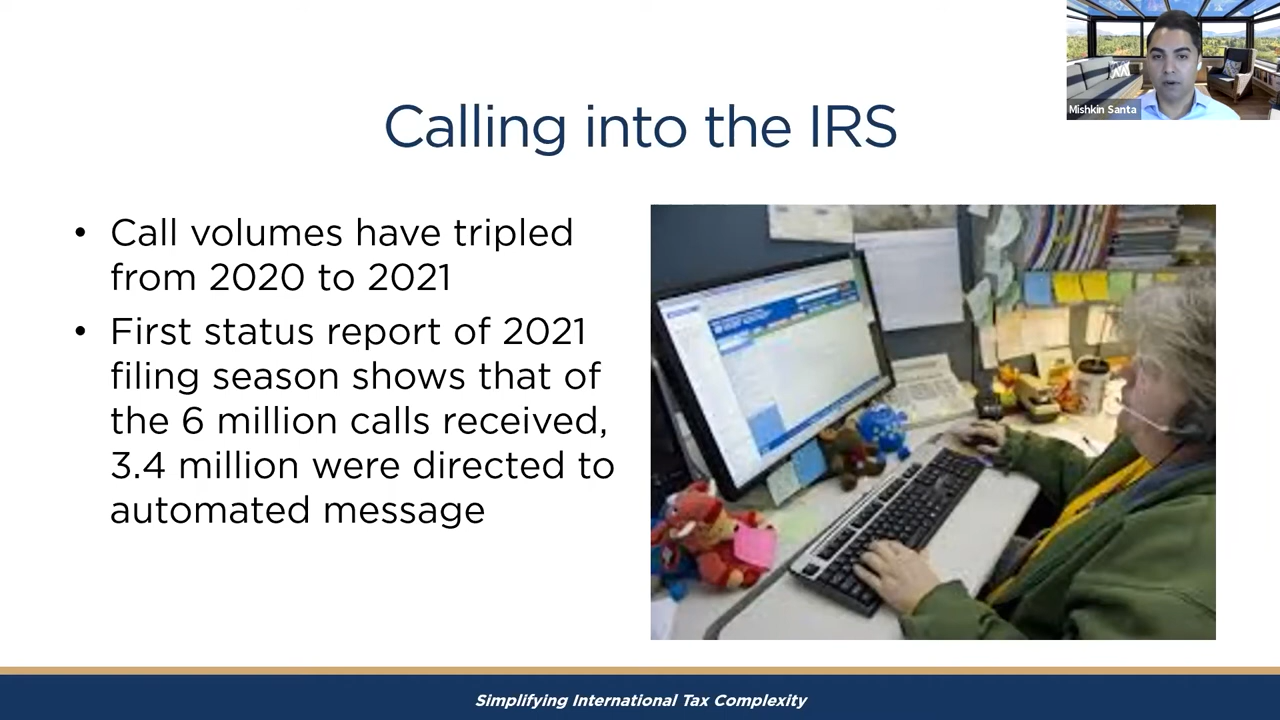 Mishkin Santa
Calling into the IRS
• Call volumes have tripled
from 2020 to 2021
• First status report of 2021
filing season shows that of
the 6 million calls received,
3.4 million were directed to
automated message
Simplifying International Tax Complexity